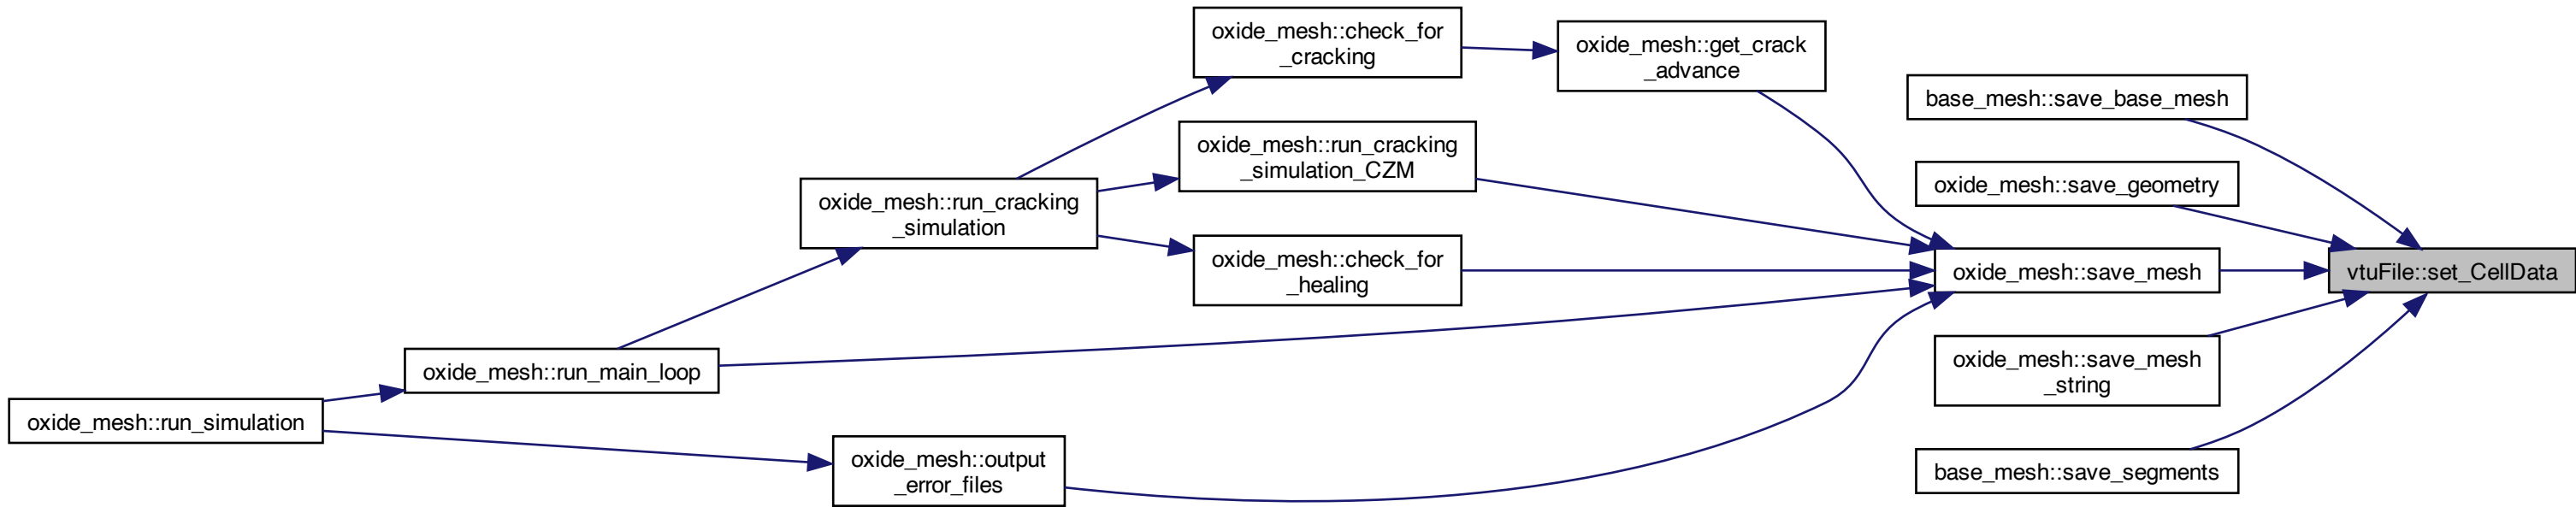 oxide_mesh::run_simulation
oxide_mesh::run_main_loop
oxide_mesh::run_cracking
_simulation
oxide_mesh::output
_error_files
oxide_mesh::check_for
_cracking
oxide_mesh::run_cracking
_simulation_CZM
oxide_mesh::check_for
_healing
oxide_mesh::get_crack
_advance
base_mesh::save_base_mesh
oxide_mesh::save_geometry
oxide_mesh::save_mesh
oxide_mesh::save_mesh
_string
base_mesh::save_segments
vtuFile::set_CellData